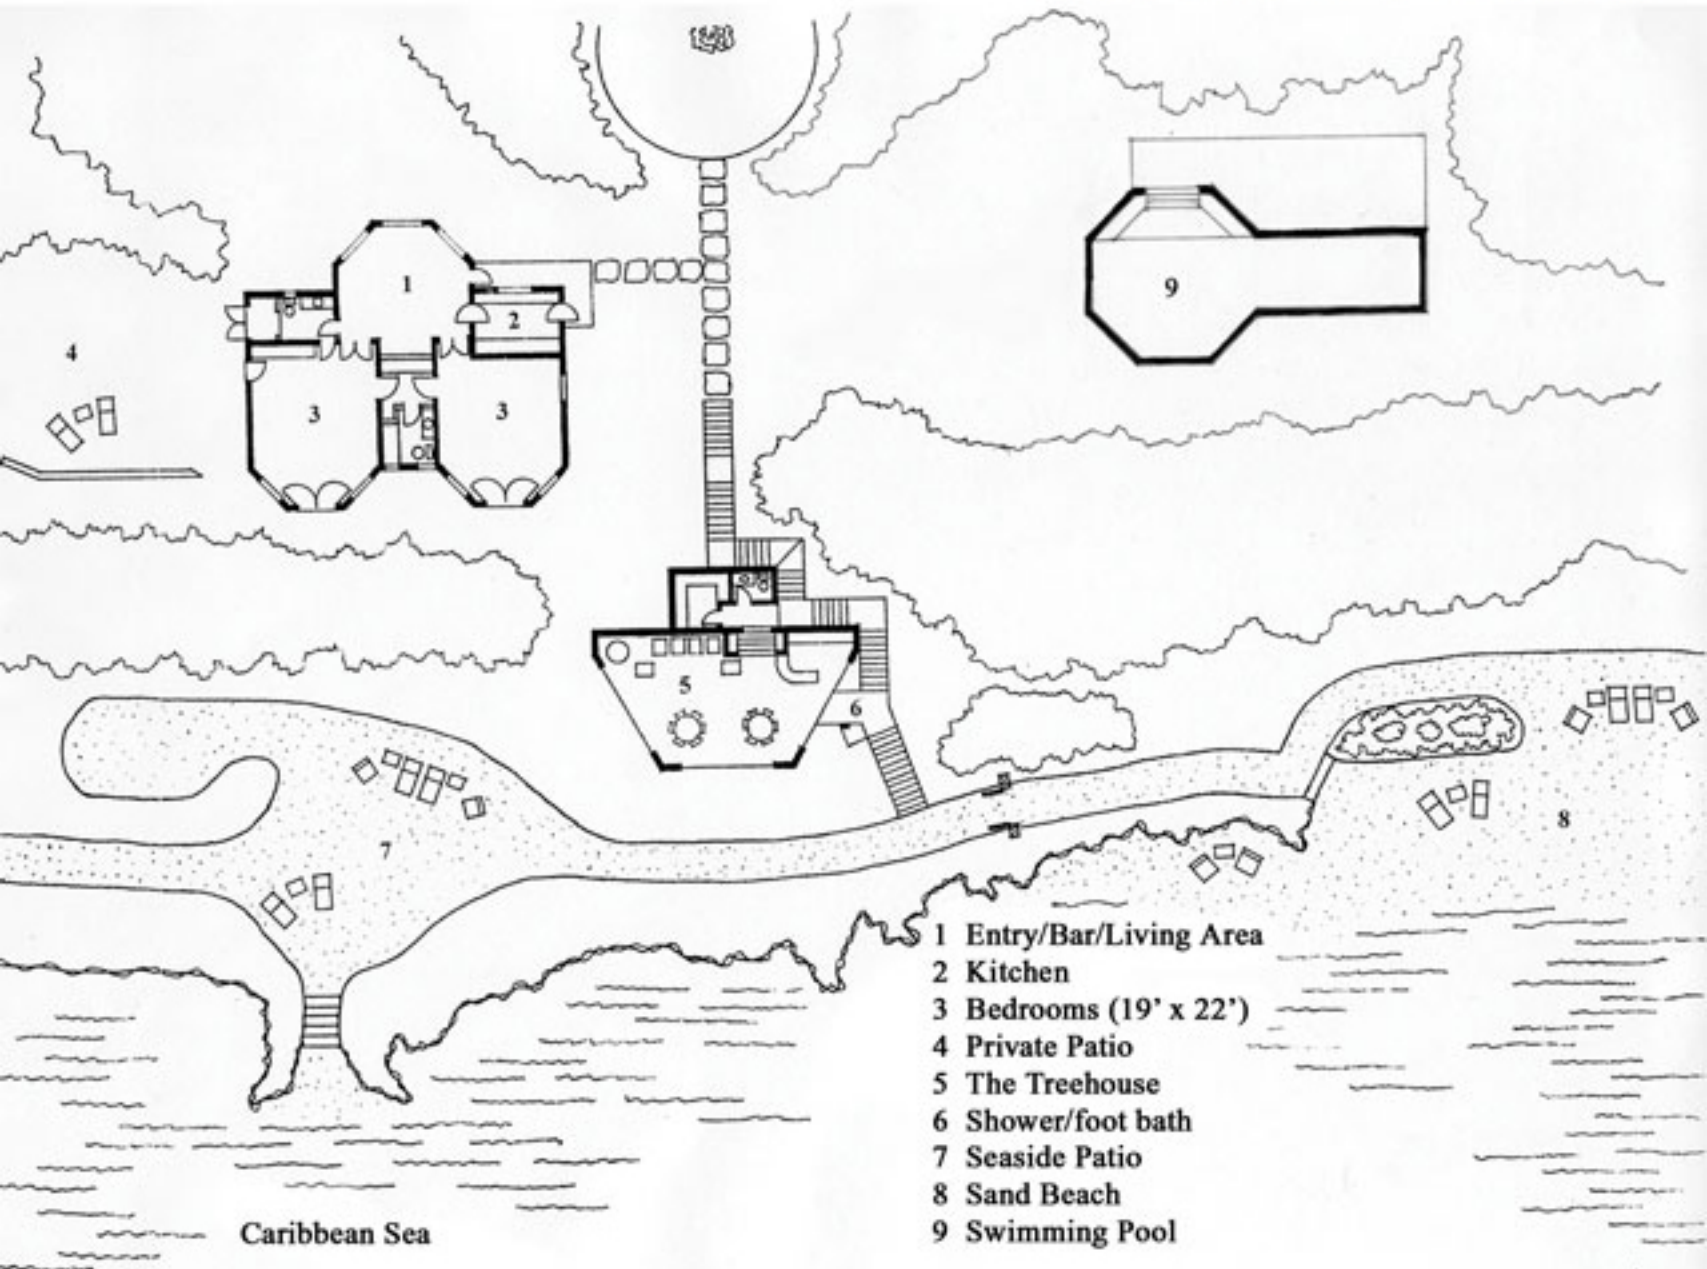 1
2
9
4
3
3
5
6
8
7
1 Entry/Bar/Living Area
2 Kitchen
3 Bedrooms (19’ x 22’)
4 Private Patio
5 The Treehouse
6 Shower/foot bath
7 Seaside Patio
8 Sand Beach
9 Swimming Pool
Caribbean Sea